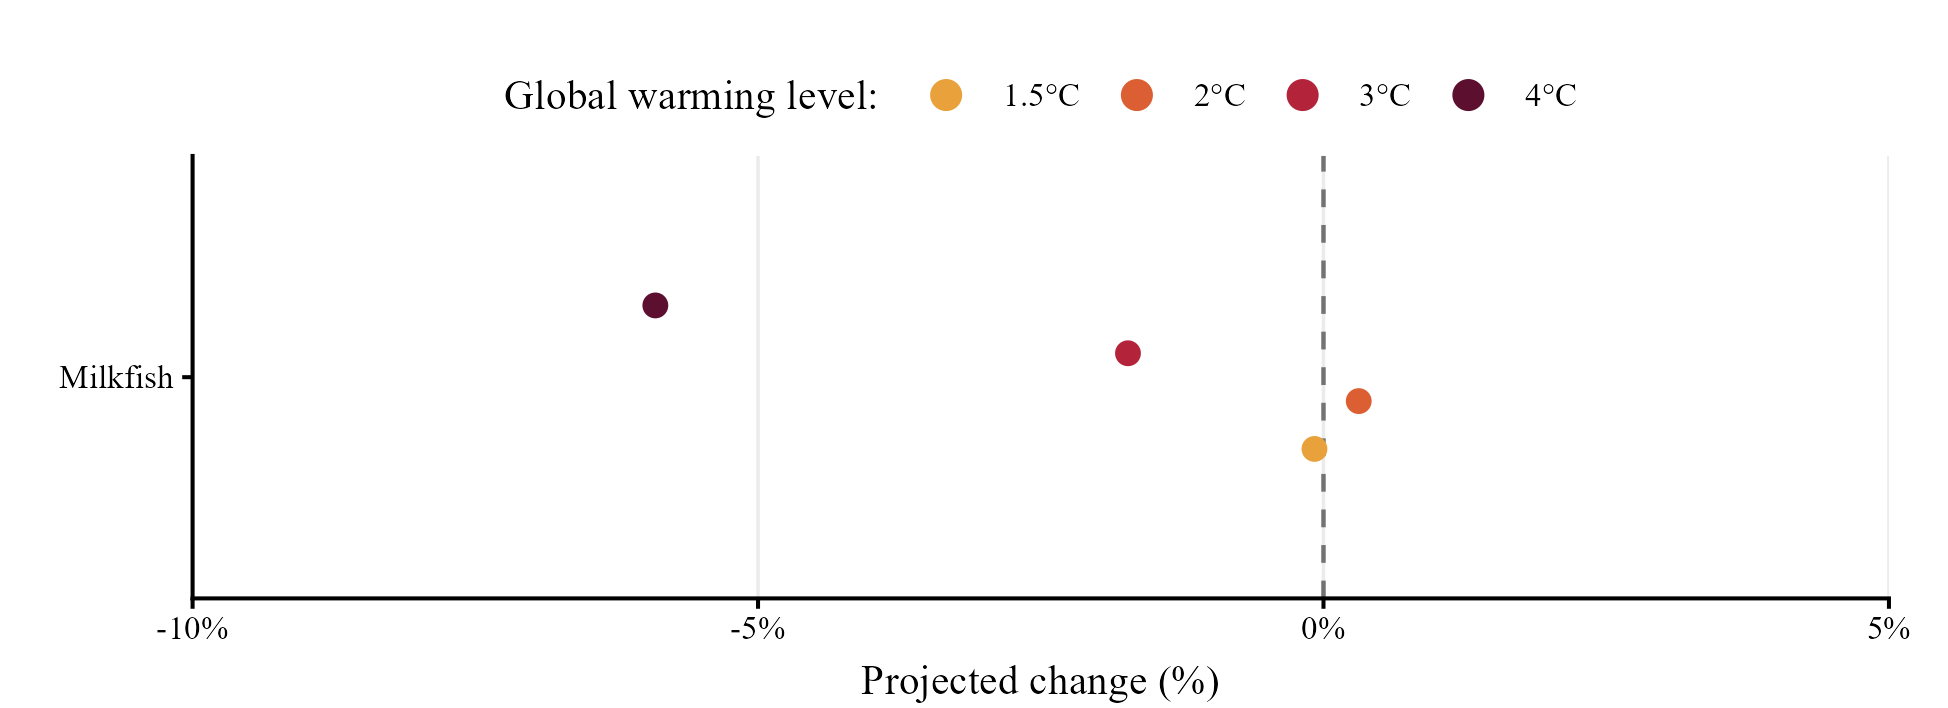 Global warming level: 1.5°C 2°C 3°C 4°C
Milkfish
-10% -5% 0% 5%
Projected change (%)